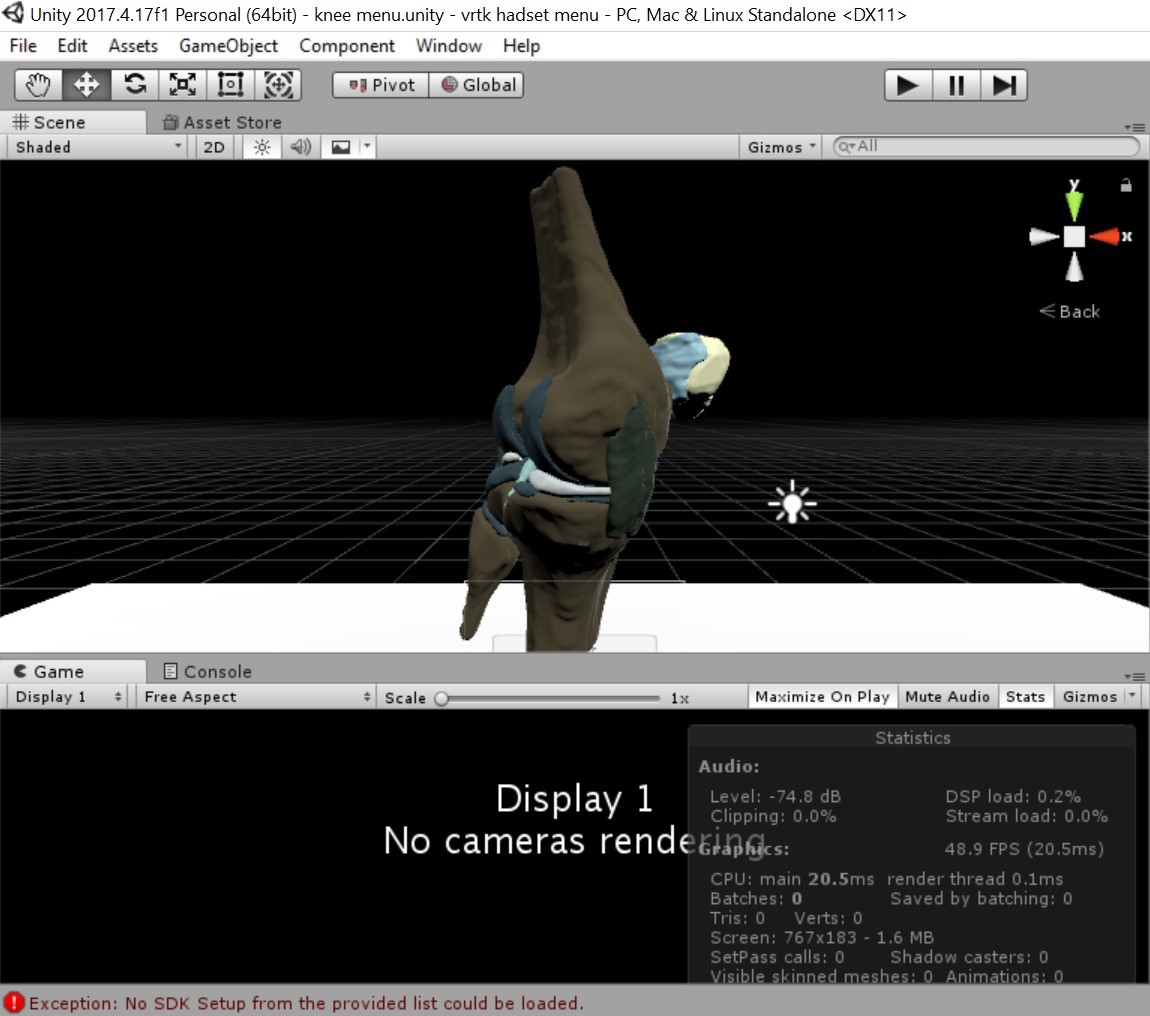 Unity 2017.4.17f1 Personal (64bit) - knee menu.unity - vrtk hadset menu - PC, Mac & Linux Standalone <DX11>
File Edit Assets GameObject Component Window Help
Pivot Global
Scene Asset Store
Shaded 2D Gizmos All
y
x
Back
Game Console
Display 1 Free Aspect Scale 1x Maximize On Play Mute Audio Stats Gizmos
Statistics
Audio:
Level: -74.8 dB DSP load: 0.2%
Clipping: 0.0% Stream load: 0.0%
Display 1
No cameras rendering
Graphics: 48.9 FPS (20.5ms)
CPU: main 20.5ms render thread 0.1ms
Batches: 0 Saved by batching: 0
Tris: 0 Verts: 0
Screen: 767x183 - 1.6 MB
SetPass calls: 0 Shadow casters: 0
Visible skinned meshes: 0 Animations: 0
Exception: No SDK Setup from the provided list could be loaded.